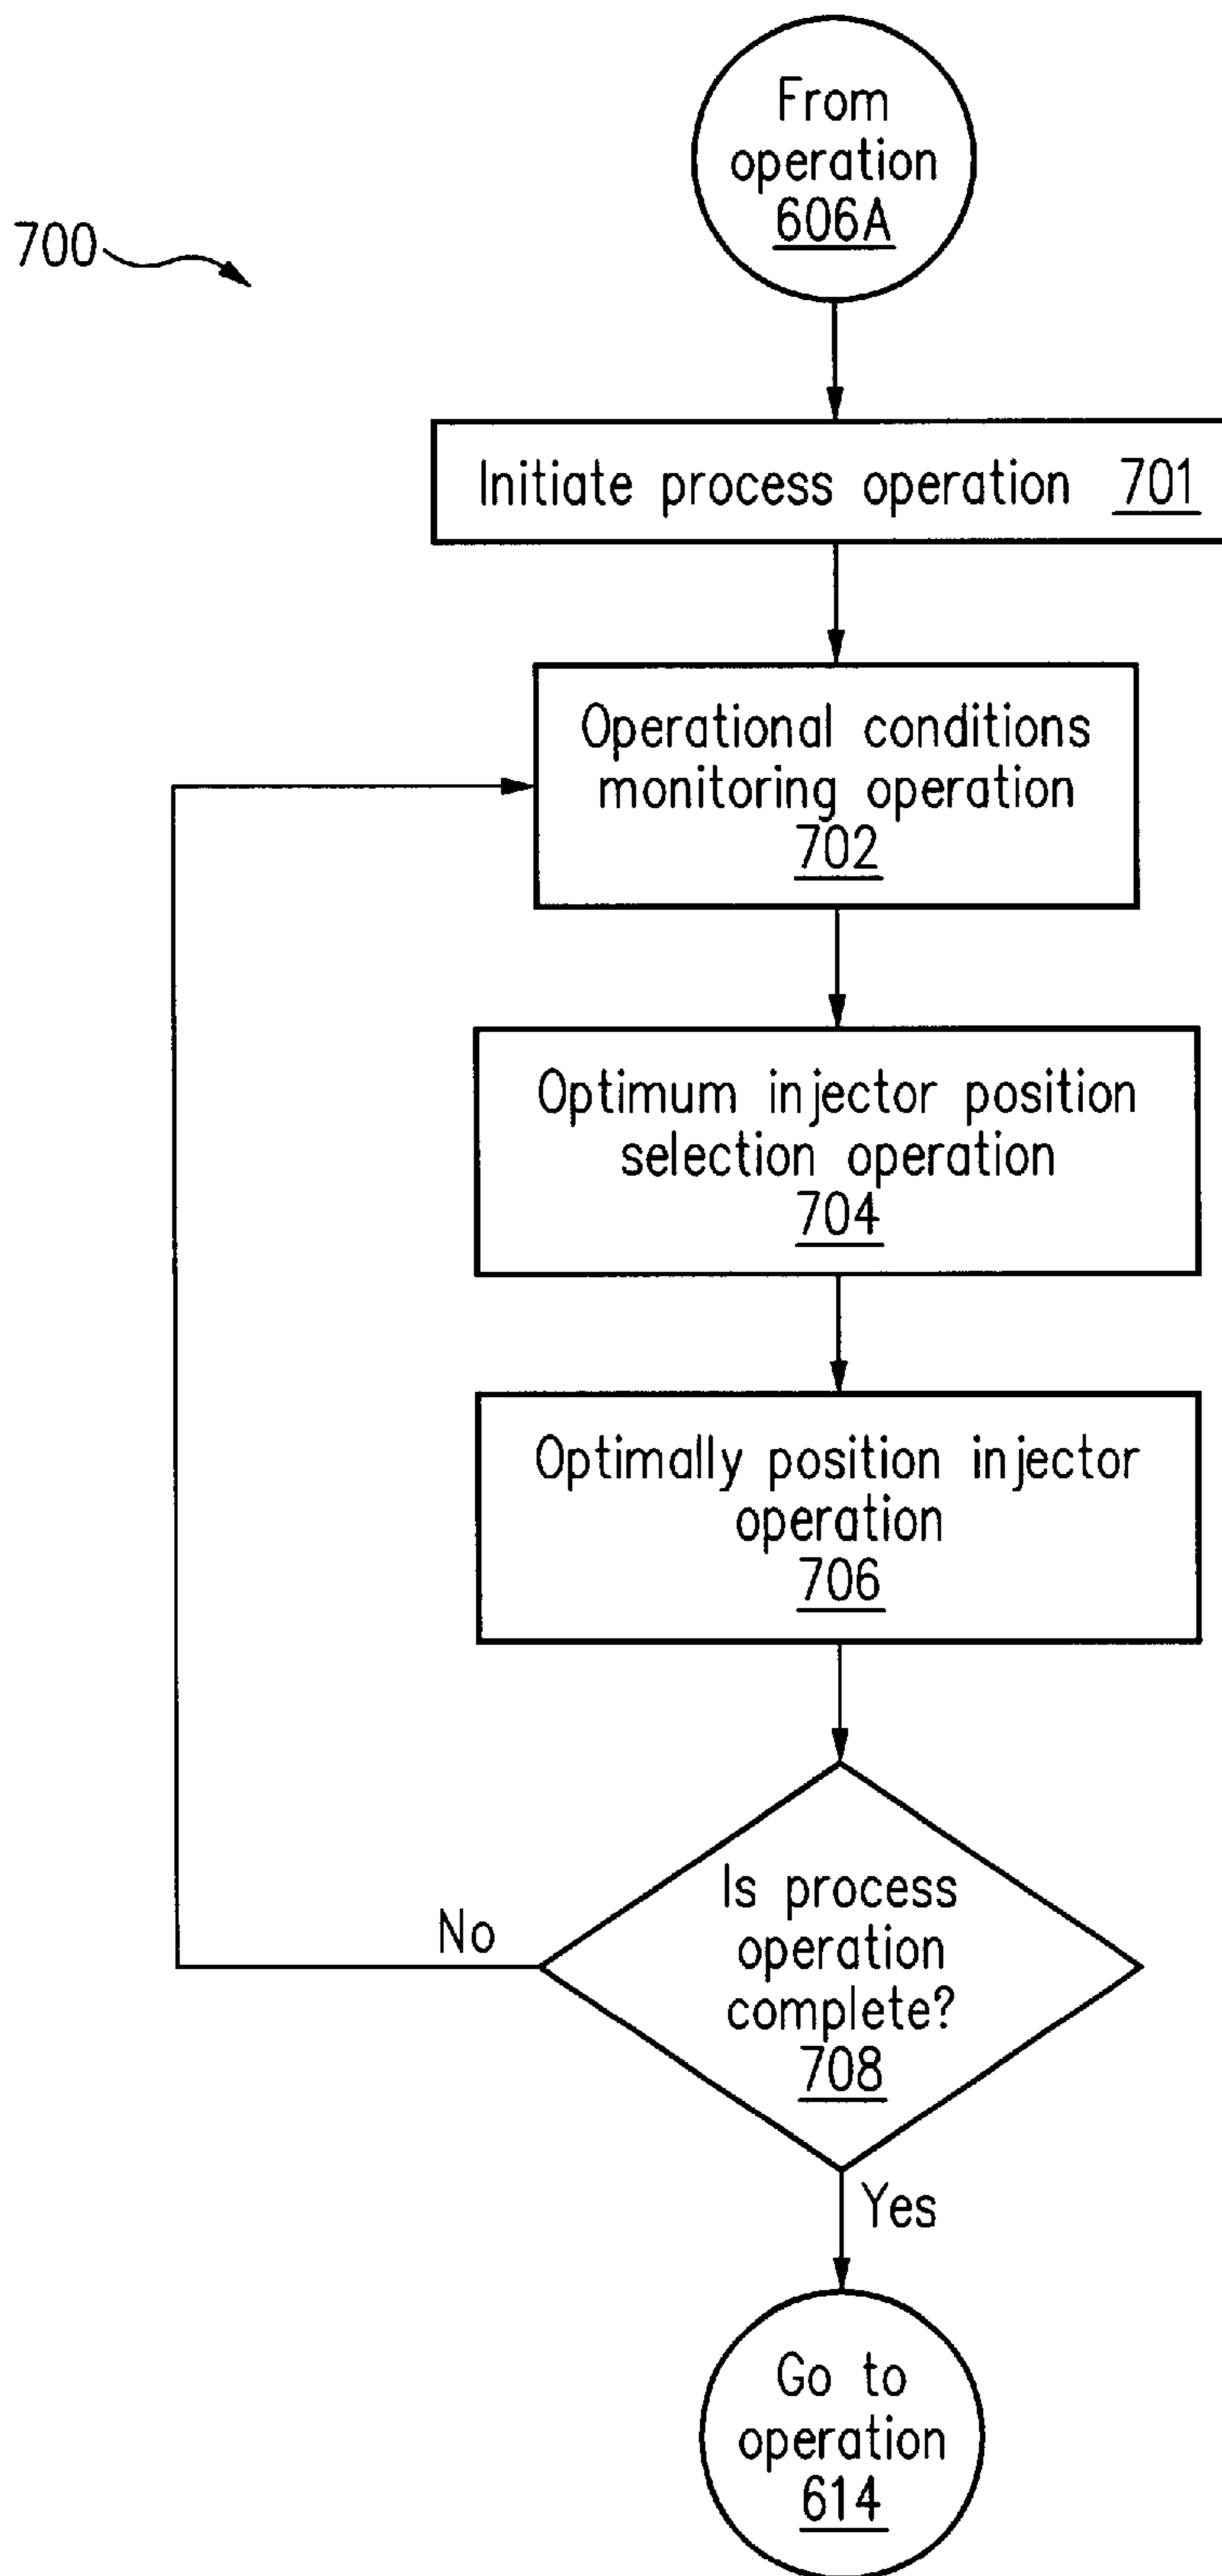 From
operation
606A
700
Initiate process operation 701
Operational conditions
monitoring operation
702
Optimum injector position
selection operation
704
Optimally position injector
operation
706
Is process
operation
complete?
708
No
Yes
Go to
operation
614